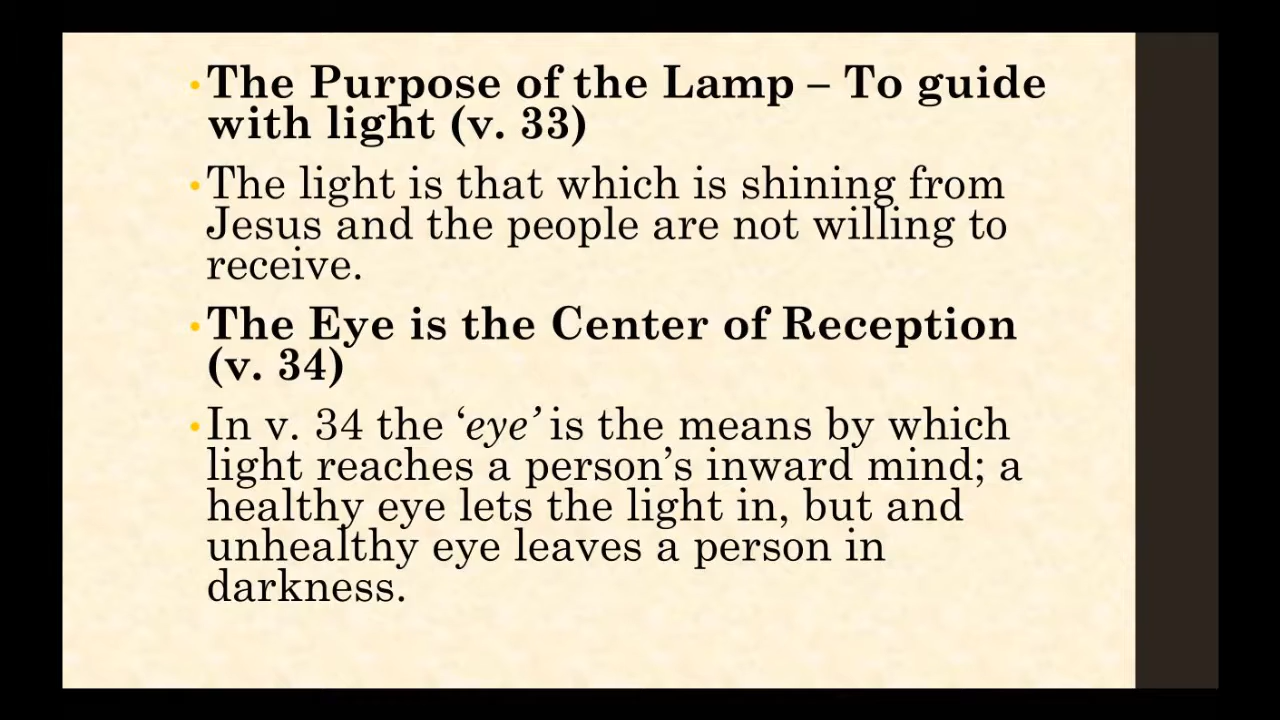 •The Purpose of the Lamp – To guide
with light (v. 33)
•The light is that which is shining from
Jesus and the people are not willing to
receive.
•The Eye is the Center of Reception
(v. 34)
•In v. 34 the ‘eye’ is the means by which
light reaches a person’s inward mind; a
healthy eye lets the light in, but and
unhealthy eye leaves a person in
darkness.